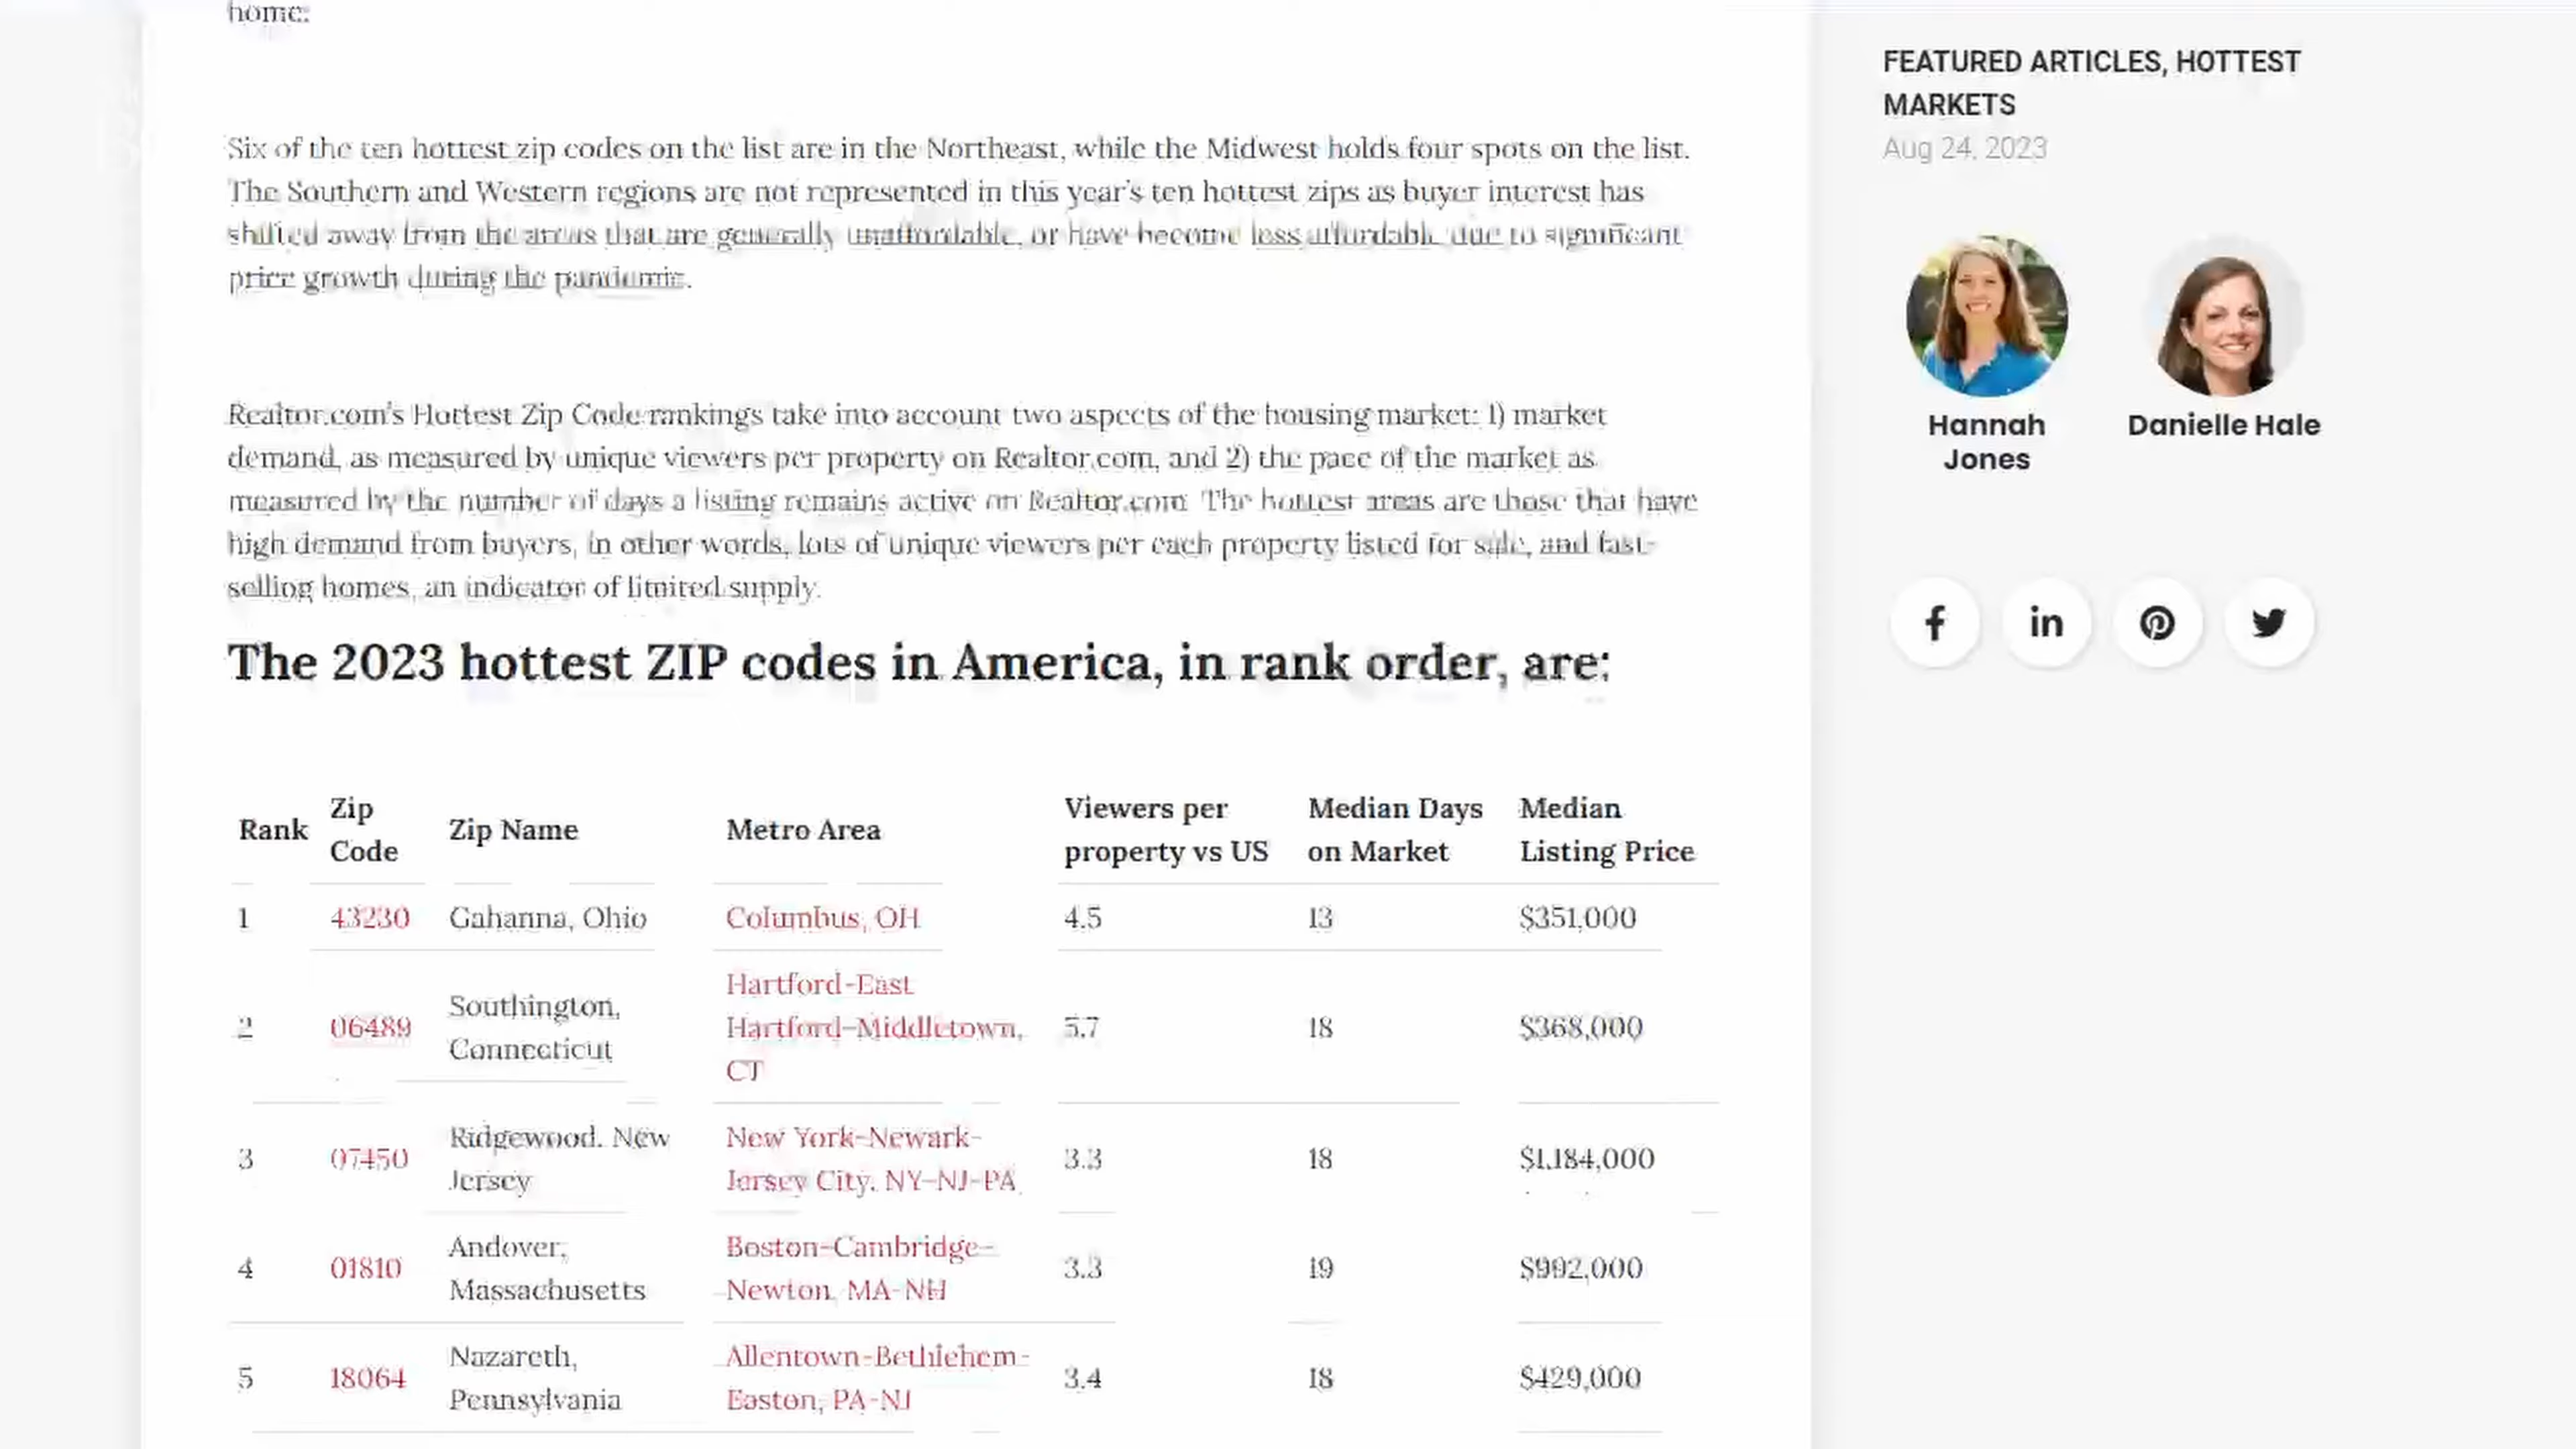 home:
Six of the ten hottest zip codes on the list are in the Northeast, while the Midwest holds four spots on the list.
The Southern and Western regions are not represented in this year's ten hottest zips as buyer interest has
shifted away from the areas that are generally unaffordable, or have become less affordable due to significant
price growth during the pandemic.
Realtor.com's Hottest Zip Code rankings take into account two aspects of the housing market: 1) market
demand, as measured by unique viewers per property on Realtor.com, and 2) the pace of the market as
measured by the number of days a listing remains active on Realtor.com. The hottest areas are those that have
high demand from buyers, in other words, lots of unique viewers per each property listed for sale, and fast-
selling homes, an indicator of limited supply.
The 2023 hottest ZIP codes in America, in rank order, are:
Rank Zip Code Zip Name Metro Area Viewers per property vs US Median Days on Market Median Listing Price
1 43230 Gahanna, Ohio Columbus, OH 4.5 13 $351,000
2 06489 Southington, Connecticut Hartford-East Hartford-Middletown, CT 5.7 18 $368,000
3 07450 Ridgewood, New Jersey New York-Newark-Jersey City, NY-NJ-PA 3.3 18 $1,184,000
4 01810 Andover, Massachusetts Boston-Cambridge-Newton, MA-NH 3.3 19 $992,000
5 18064 Nazareth, Pennsylvania Allentown-Bethlehem-Easton, PA-NJ 3.4 18 $429,000
FEATURED ARTICLES, HOTTEST
MARKETS
Aug 24, 2023
Hannah
Jones
Danielle Hale